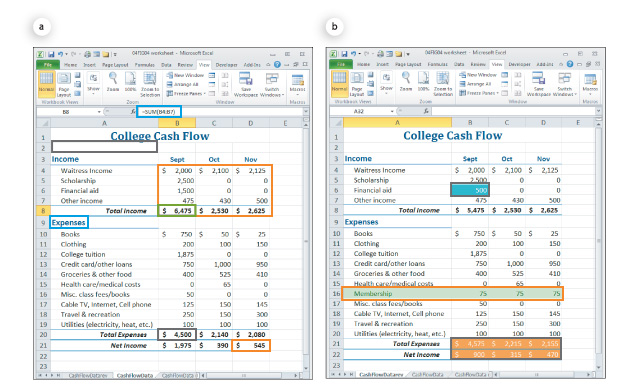 a
b
04F0084 worksheet - Microsoft Excel
File Home Insert Page Layout Formulas Data Review View Developer Add-Ins
Normal Page Layout Show Zoom 100% Zoom to Selection New Window Arrange All Freeze Panes Save Workspace Switch Windows Macros
Workbook Views Zoom Window Macros
B8 =SUM(B4:B7)
A B C D E
1 College Cash Flow
2
3 Income Sept Oct Nov
4 Waitress Income $ 2,000 $ 2,100 $ 2,125
5 Scholarship 2,500 0 0
6 Financial aid 1,500 0 0
7 Other income 475 430 500
8 Total Income $ 6,475 $ 2,530 $ 2,625
9 Expenses
10 Books $ 750 $ 50 $ 25
11 Clothing 200 100 150
12 College tuition 1,875 0 0
13 Credit card/other loans 750 1,000 950
14 Groceries & other food 400 525 410
15 Health care/medical costs 0 65 0
16 Misc. class fees/books 50 0 0
17 Cable TV, Internet, Cell phone 125 150 145
18 Travel & recreation 250 150 300
19 Utilities (electricity, heat, etc.) 100 100 100
20 Total Expenses $ 4,500 $ 2,140 $ 2,080
21 Net Income $ 1,975 $ 390 $ 545
22
23
CashFlowDatarev CashFlowData CashFlowData
04F0084 worksheet - Microsoft Excel
File Home Insert Page Layout Formulas Data Review View Developer Add-Ins
Normal Page Layout Show Zoom 100% Zoom to Selection New Window Arrange All Freeze Panes Save Workspace Switch Windows Macros
Workbook Views Zoom Window Macros
A32
A B C D E
1 College Cash Flow
2
3 Income Sept Oct Nov
4 Waitress Income $ 2,000 $ 2,100 $ 2,125
5 Scholarship 2,500 0 0
6 Financial aid 500 0 0
7 Other income 475 430 500
8 Total Income $ 5,475 $ 2,530 $ 2,625
9 Expenses
10 Books $ 750 $ 50 $ 25
11 Clothing 200 100 150
12 College tuition 1,875 0 0
13 Credit card/other loans 750 1,000 950
14 Groceries & other food 400 525 410
15 Health care/medical costs 0 65 0
16 Membership 75 75 75
17 Misc. class fees/books 50 0 0
18 Cable TV, Internet, Cell phone 125 150 145
19 Travel & recreation 250 150 300
20 Utilities (electricity, heat, etc.) 100 100 100
21 Total Expenses $ 4,575 $ 2,215 $ 2,155
22 Net Income $ 900 $ 315 $ 470
23
CashFlowDatarev CashFlowData CashFlowData